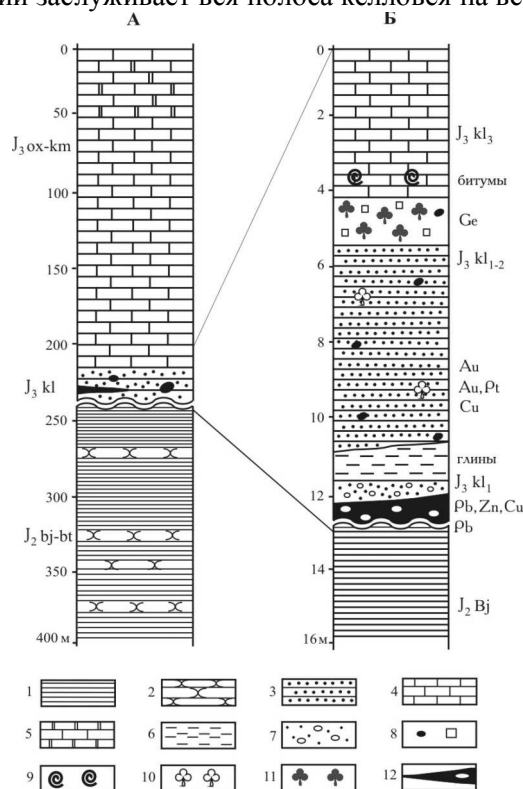 ий заслуживает вся полоса келловея на ве
А Б
0 0
50
J₃ox-km
100
150
200
J₃ kl
250
300
J₂ bj-bt
350
400 м
2
J₃ kl₃
битумы
4
Ge
J₃ kl₁₋₂
6
8
Au
Au, Pt
Cu
10
глины
J₃ kl₁
12
Pb, Zn, Cu
Pb
14
J₂ Bj
16 м
1 2 3 4
5 6 7 8
9 10 11 12